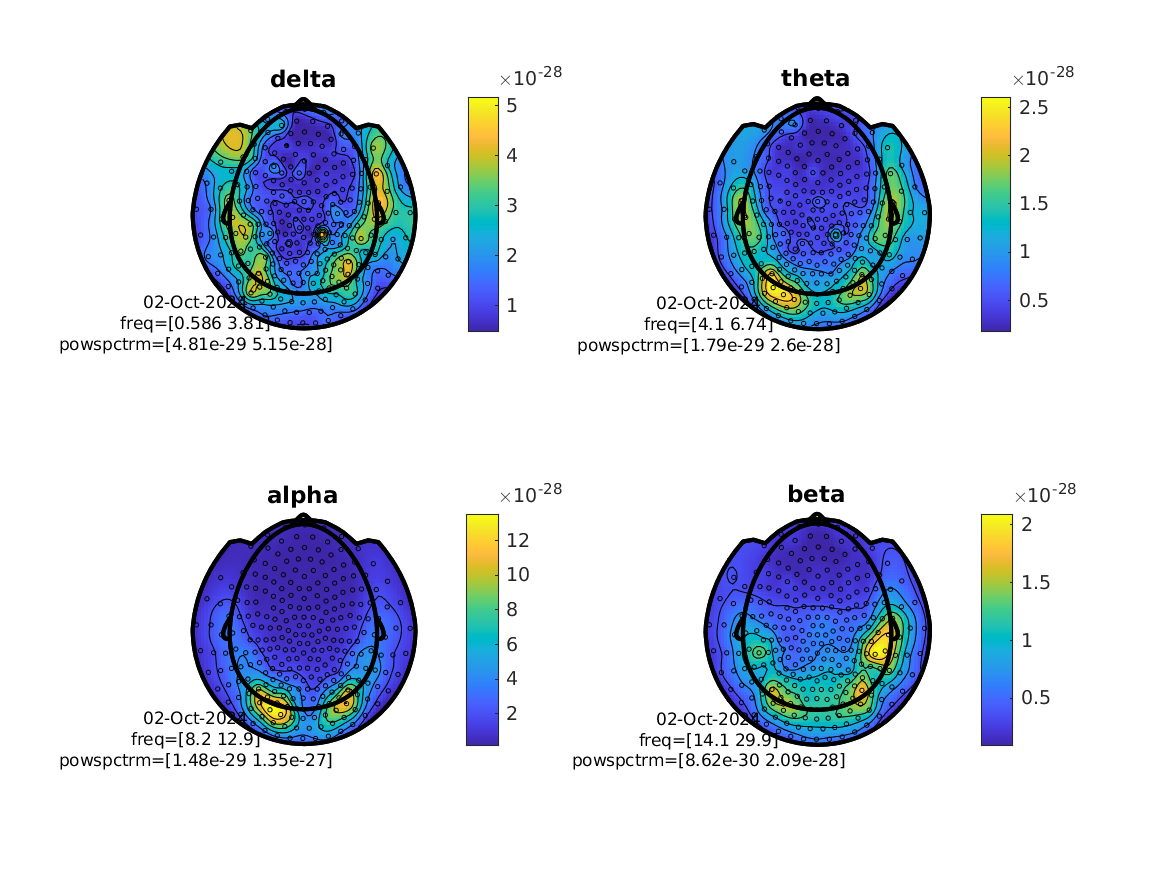 delta
×10-28
5
4
3
2
1
02-Oct-2024
freq=[0.586 3.81]
powspctrm=[4.81e-29 5.15e-28]
theta
×10-28
2.5
2
1.5
1
0.5
02-Oct-2024
freq=[4.1 6.74]
powspctrm=[1.79e-29 2.6e-28]
alpha
×10-28
12
10
8
6
4
2
02-Oct-2024
freq=[8.2 12.9]
powspctrm=[1.48e-29 1.35e-27]
beta
×10-28
2
1.5
1
0.5
02-Oct-2024
freq=[14.1 29.9]
powspctrm=[8.62e-30 2.09e-28]